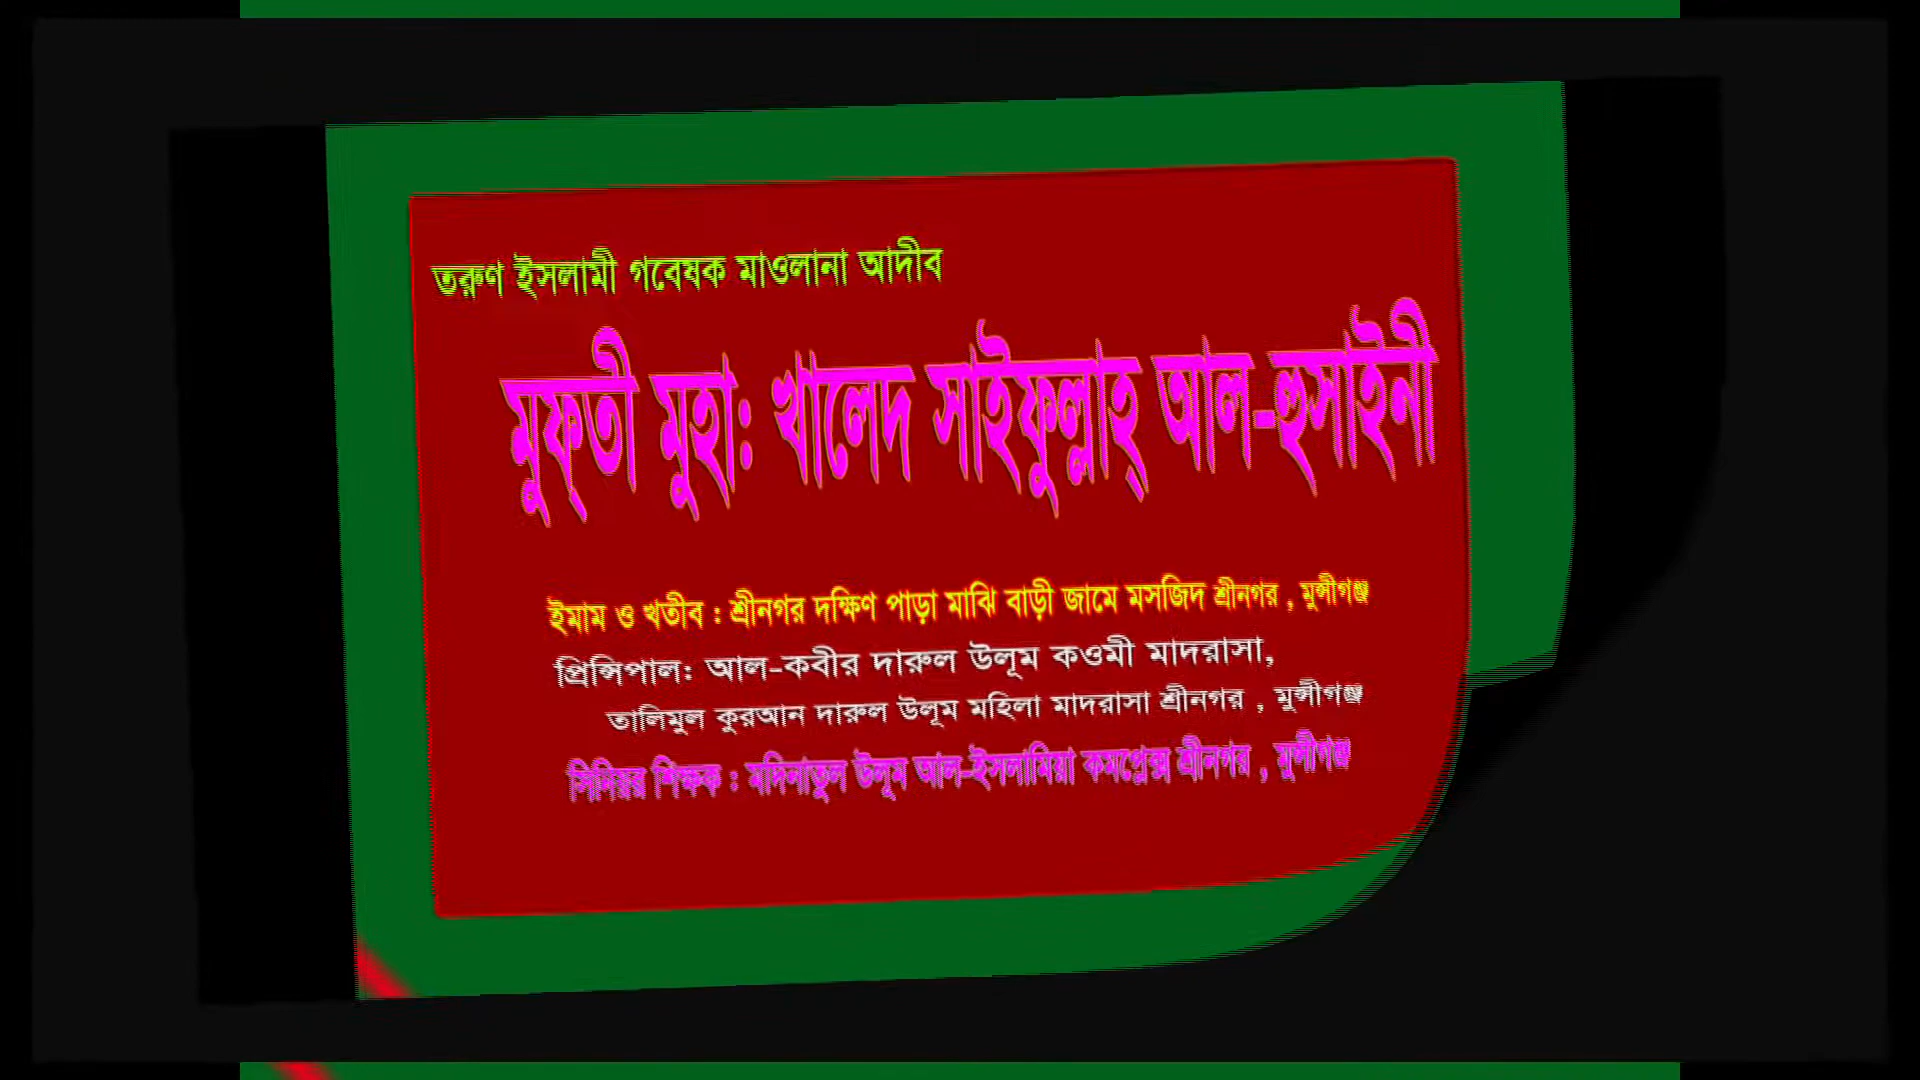 তরুণ ইসলামী গবেষক মাওলানা আদীব
মুফ্তী মুহা: খালেদ সাইফুল্লাহ্ আল-হুসাইনী
ইমাম ও খতীব : শ্রীনগর দক্ষিণ পাড়া মাঝি বাড়ী জামে মসজিদ শ্রীনগর , মুন্সীগঞ্জ
প্রিন্সিপাল: আল-কবীর দারুল উলূম কওমী মাদরাসা,
তালিমুল কুরআন দারুল উলূম মহিলা মাদরাসা শ্রীনগর , মুন্সীগঞ্জ
সিনিয়র শিক্ষক : মদিনাতুল উলূম আল-ইসলামিয়া কমপ্লেক্স শ্রীনগর , মুন্সীগঞ্জ